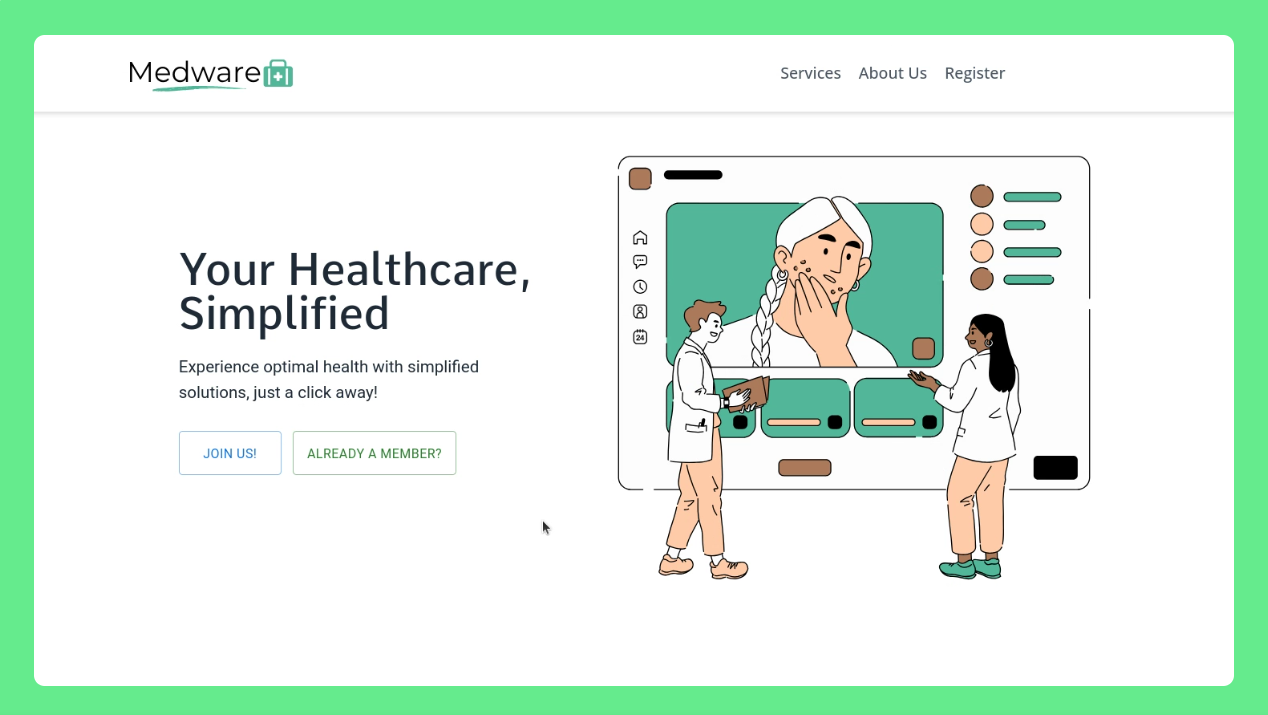 Medware
Services About Us Register
Your Healthcare,
Simplified
Experience optimal health with simplified
solutions, just a click away!
JOIN US! ALREADY A MEMBER?
24